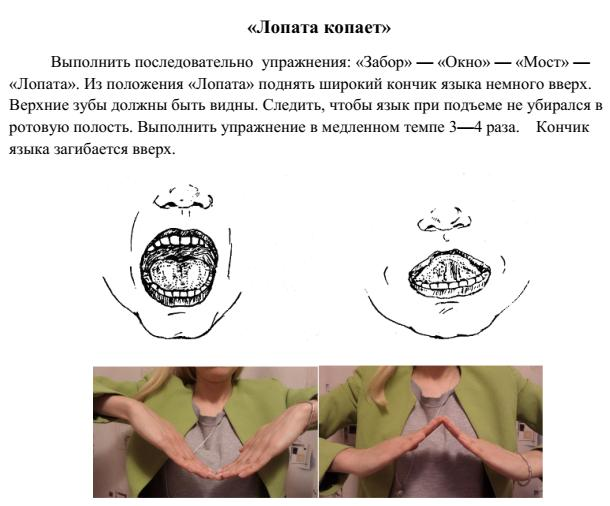 «Лопата копает»
Выполнить последовательно упражнения: «Забор» — «Окно» — «Мост» —
«Лопата». Из положения «Лопата» поднять широкий кончик языка немного вверх.
Верхние зубы должны быть видны. Следить, чтобы язык при подъеме не убирался в
ротовую полость. Выполнить упражнение в медленном темпе 3—4 раза. Кончик
языка загибается вверх.